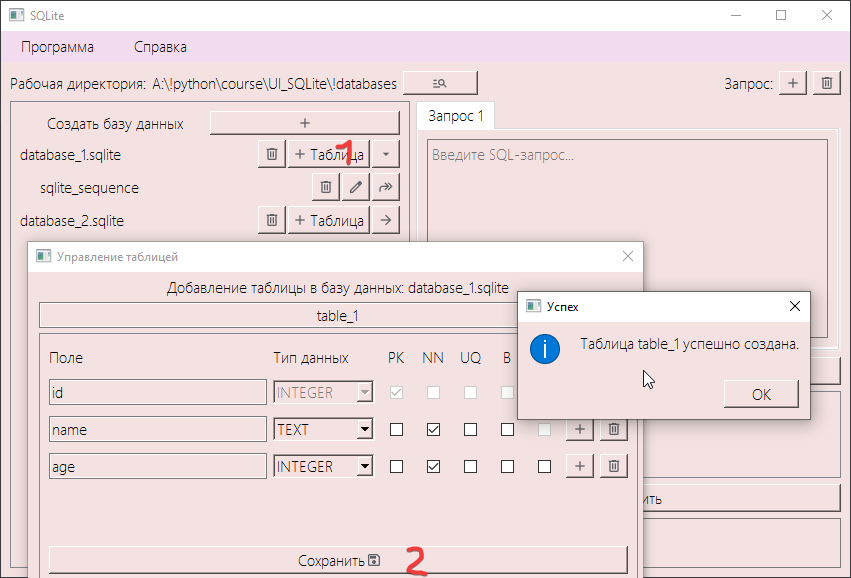 SQLite
Программа Справка
Рабочая директория: A:\!python\course\UI_SQLite\!databases
Запрос: +
Создать базу данных +
Запрос 1
database_1.sqlite + Таблица
1
Введите SQL-запрос...
sqlite_sequence
database_2.sqlite + Таблица
Управление таблицей
Добавление таблицы в базу данных: database_1.sqlite
table_1
Успех
Таблица table_1 успешно создана.
OK
Поле Тип данных PK NN UQ B
id INTEGER
name TEXT +
age INTEGER +
ить
Сохранить
2